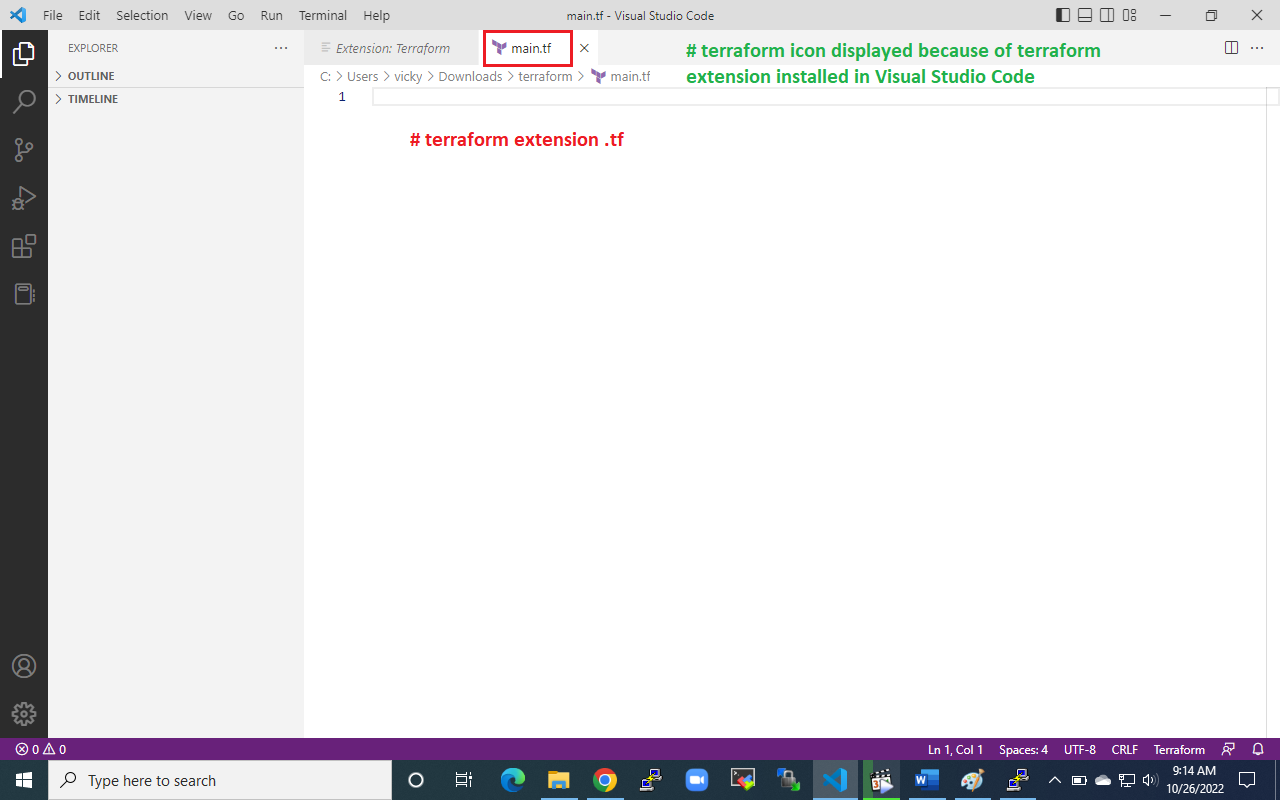 File Edit Selection View Go Run Terminal Help
main.tf - Visual Studio Code
EXPLORER
OUTLINE
TIMELINE
Extension: Terraform
main.tf
# terraform icon displayed because of terraform
extension installed in Visual Studio Code
C: > Users > vicky > Downloads > terraform > main.tf
1
# terraform extension .tf
0 0
Ln 1, Col 1 Spaces: 4 UTF-8 CRLF Terraform
Type here to search
9:14 AM
10/26/2022